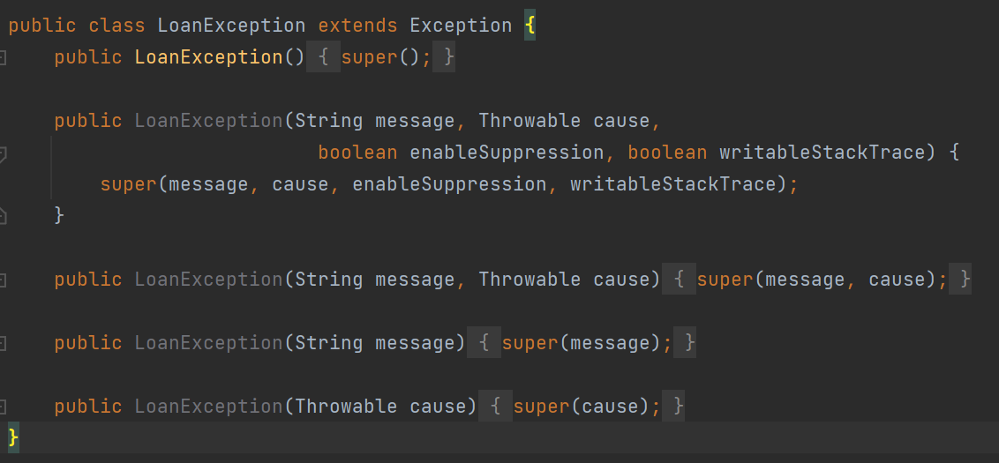 public class LoanException extends Exception {
public LoanException() { super(); }
public LoanException(String message, Throwable cause,
boolean enableSuppression, boolean writableStackTrace) {
super(message, cause, enableSuppression, writableStackTrace);
}
public LoanException(String message, Throwable cause) { super(message, cause); }
public LoanException(String message) { super(message); }
public LoanException(Throwable cause) { super(cause); }
}